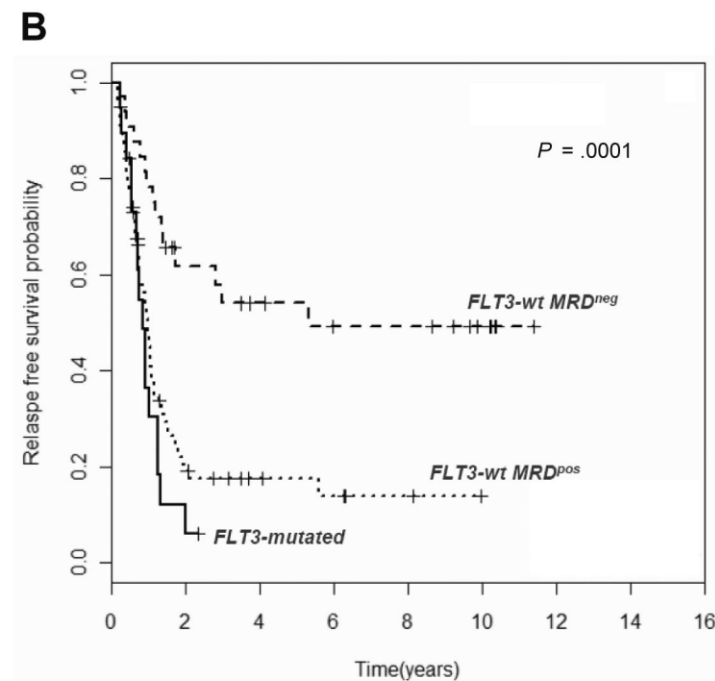 B
P = .0001
Relaspe free survival probability
1.0
0.8
0.6
0.4
0.2
0.0
FLT3-wt MRDneg
FLT3-wt MRDpos
FLT3-mutated
0 2 4 6 8 10 12 14 16
Time(years)